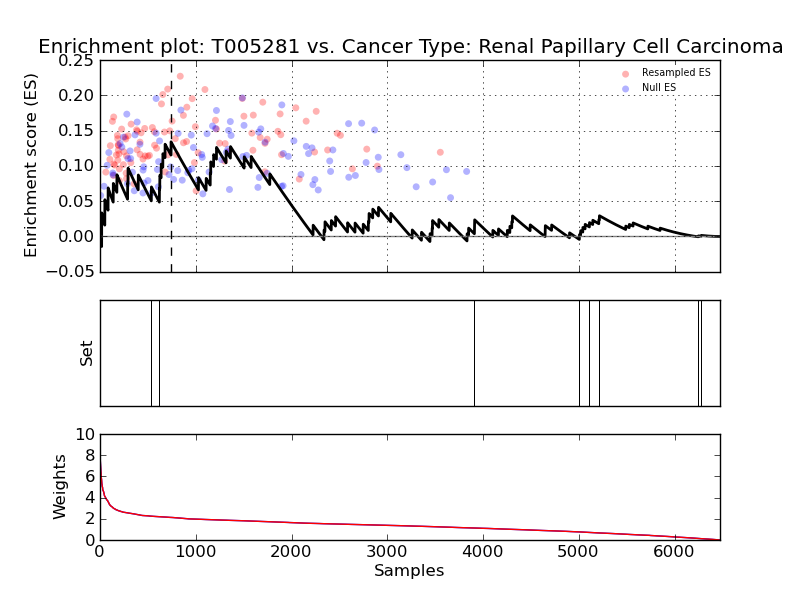 Enrichment plot: T005281 vs. Cancer Type: Renal Papillary Cell Carcinoma
0.25
0.20
0.15
0.10
0.05
0.00
−0.05
Enrichment score (ES)
Resampled ES
Null ES
Set
10
8
6
4
2
0
Weights
0 1000 2000 3000 4000 5000 6000
Samples